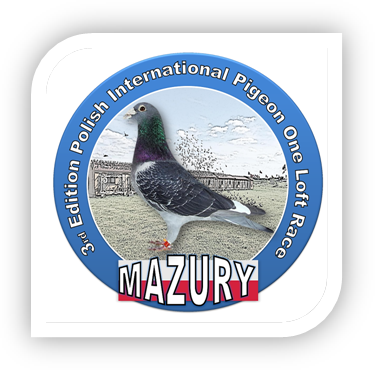 3rd Edition Polish International Pigeon One Loft Race
MAZURY